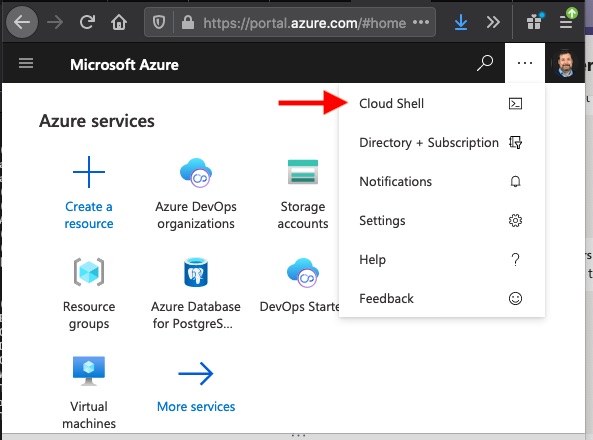 https://portal.azure.com/#home
Microsoft Azure
Cloud Shell
Directory + Subscription
Notifications
Settings
Help
Feedback
Azure services
Create a
resource
Azure DevOps
organizations
Storage
accounts
Resource
groups
Azure Database
for PostgreS...
DevOps Starte
Virtual
machines
More services